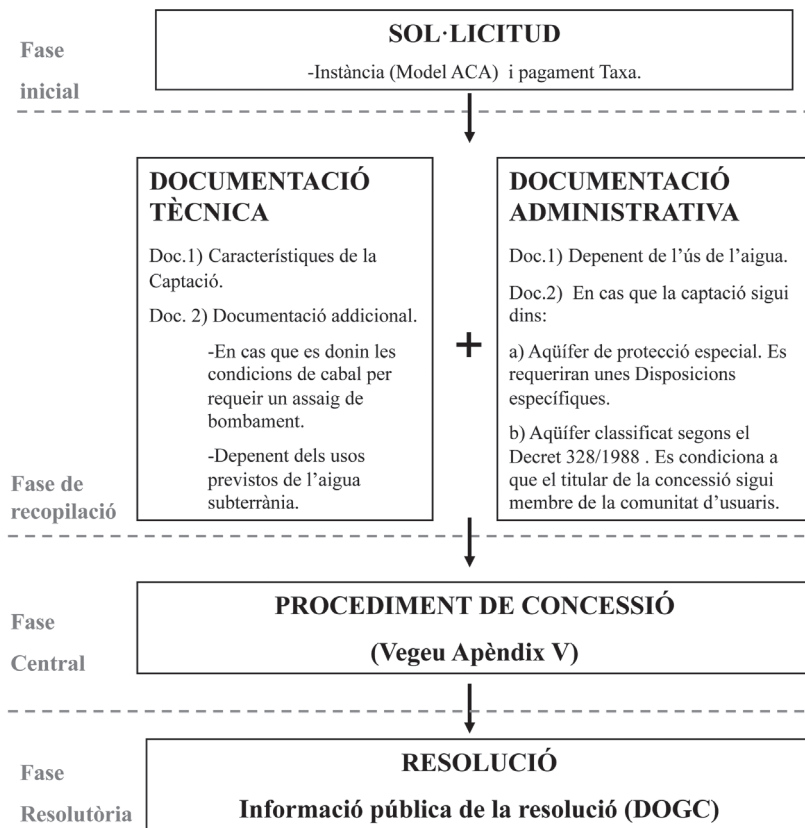 Fase
inicial
SOL·LICITUD
-Instància (Model ACA) i pagament Taxa.
DOCUMENTACIÓ
TÈCNICA
Doc.1) Característiques de la
Captació.
Doc. 2) Documentació addicional.
-En cas que es donin les
condicions de cabal per
requeir un assaig de
bombament.
-Depenent dels usos
previstos de l'aigua
subterrània.
+
DOCUMENTACIÓ
ADMINISTRATIVA
Doc.1) Depenent de l'ús de l'aigua.
Doc.2) En cas que la captació sigui
dins:
a) Aqüífer de protecció especial. Es
requeriran unes Disposicions
específiques.
b) Aqüífer classificat segons el
Decret 328/1988 . Es condiciona a
que el titular de la concessió sigui
membre de la comunitat d'usuaris.
Fase de
recopilació
Fase
Central
PROCEDIMENT DE CONCESSIÓ
(Vegeu Apèndix V)
Fase
Resolutòria
RESOLUCIÓ
Informació pública de la resolució (DOGC)